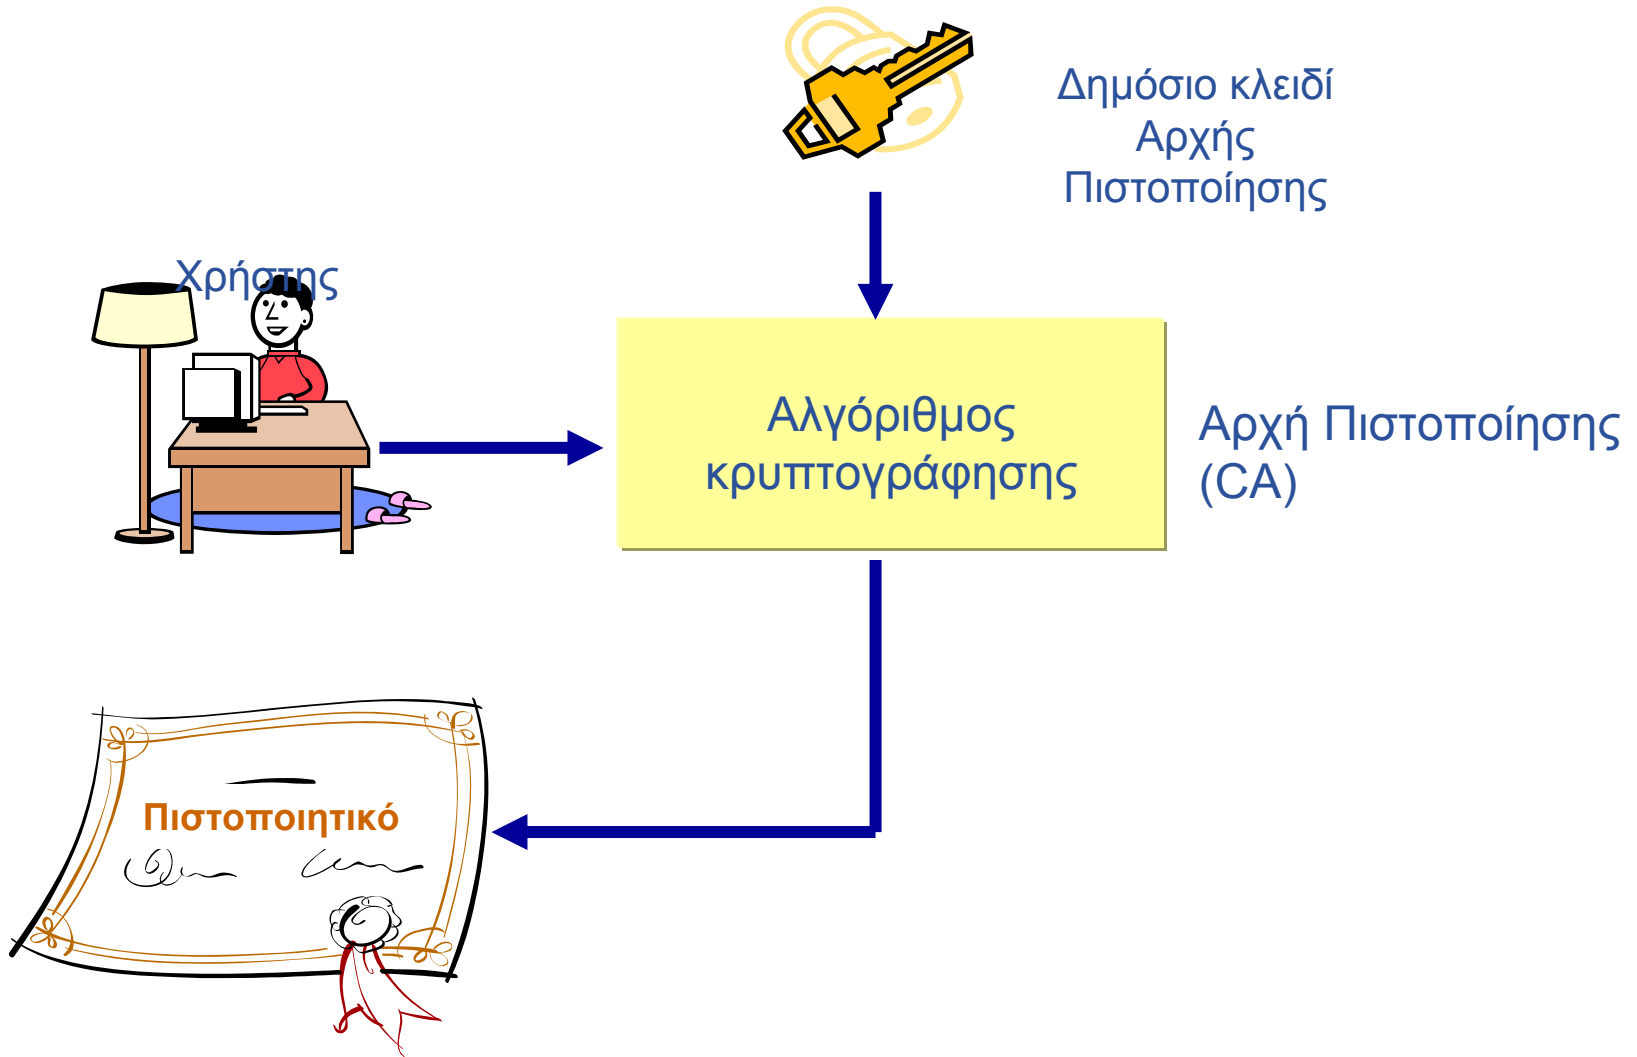 Δημόσιο κλειδί
Αρχής
Πιστοποίησης
Χρήστης
Αλγόριθμος
κρυπτογράφησης
Αρχή Πιστοποίησης
(CA)
Πιστοποιητικό